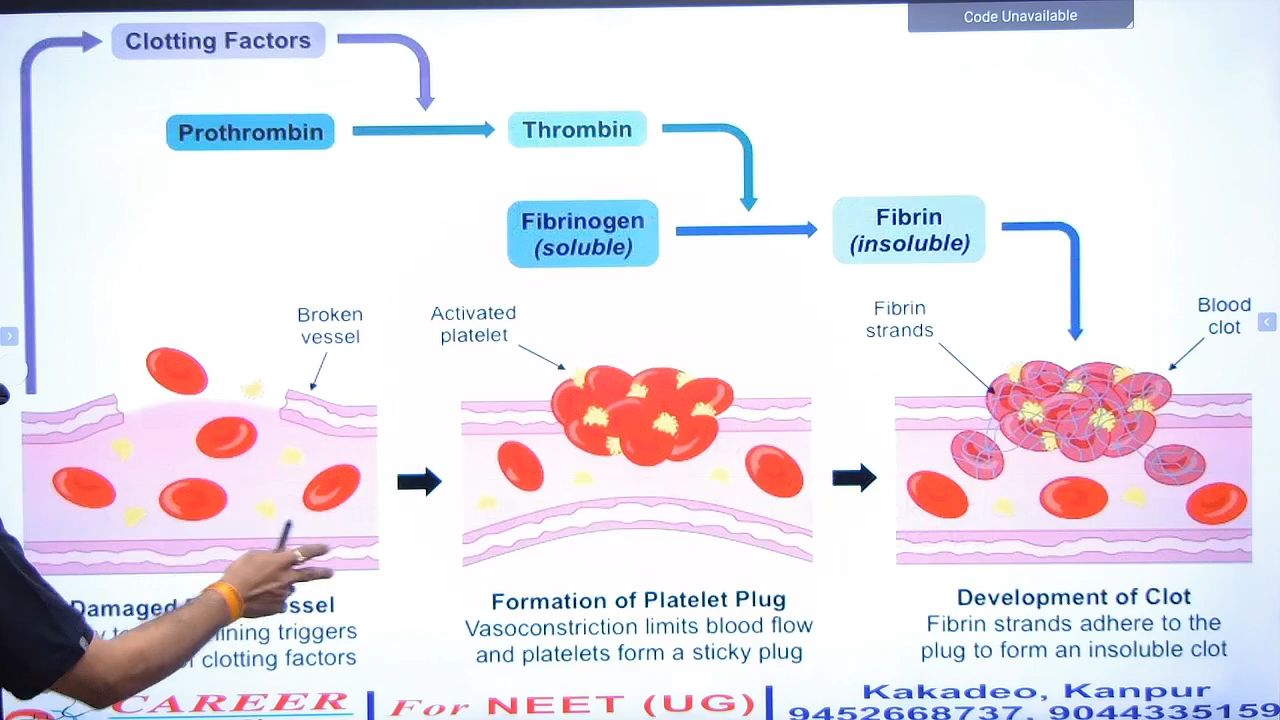 Code Unavailable
Clotting Factors
Prothrombin
Thrombin
Fibrinogen
(soluble)
Fibrin
(insoluble)
Broken
vessel
Activated
platelet
Fibrin
strands
Blood
clot
Damaged
lining triggers
clotting factors
Formation of Platelet Plug
Vasoconstriction limits blood flow
and platelets form a sticky plug
Development of Clot
Fibrin strands adhere to the
plug to form an insoluble clot
CAREER
For NEET (UG)
Kakadeo, Kanpur
9452668737, 9044335159